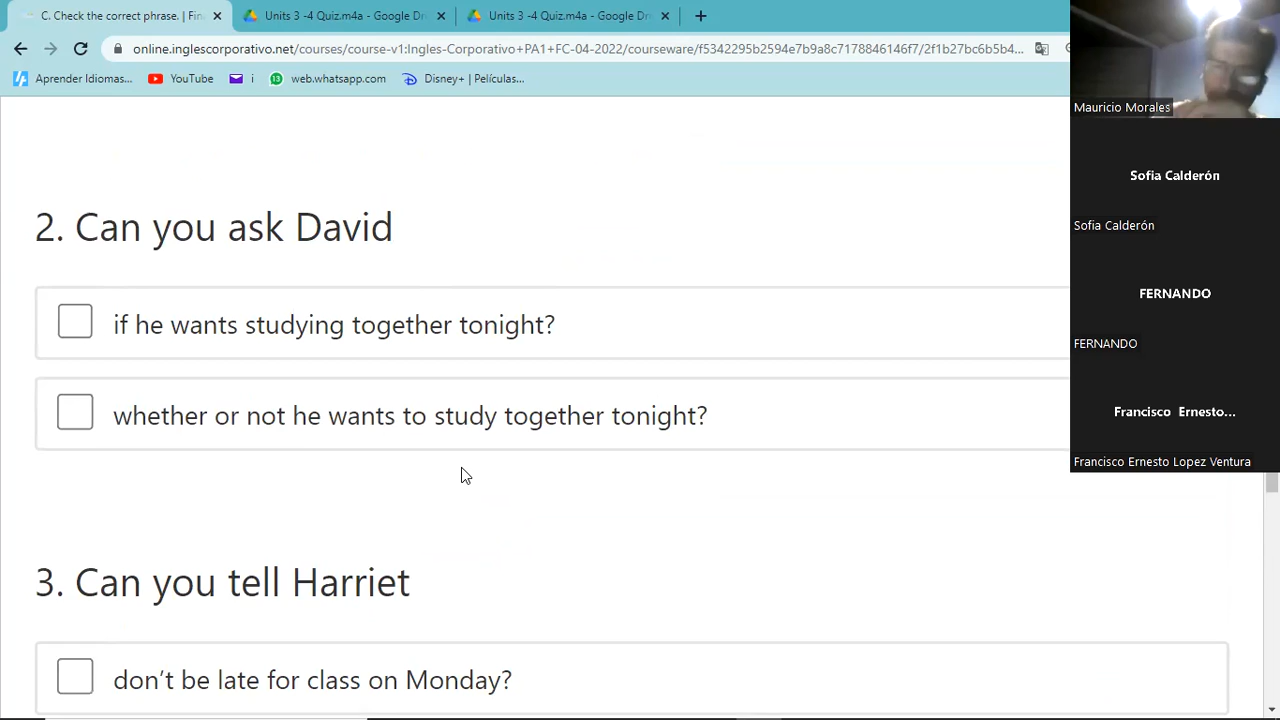 C. Check the correct phrase. | Fin
Units 3 -4 Quiz.m4a - Google Dr
Units 3 -4 Quiz.m4a - Google Dr
online.inglescorporativo.net/courses/course-v1:Ingles-Corporativo+PA1+FC-04-2022/courseware/f5342295b2594e7b9a8c7178846146f7/2f1b27bc6b5b4...
Aprender Idiomas...
YouTube
i
web.whatsapp.com
Disney+ | Películas...
Mauricio Morales
Sofia Calderón
Sofia Calderón
FERNANDO
FERNANDO
Francisco Ernesto...
Francisco Ernesto Lopez Ventura
2. Can you ask David
if he wants studying together tonight?
whether or not he wants to study together tonight?
3. Can you tell Harriet
don't be late for class on Monday?